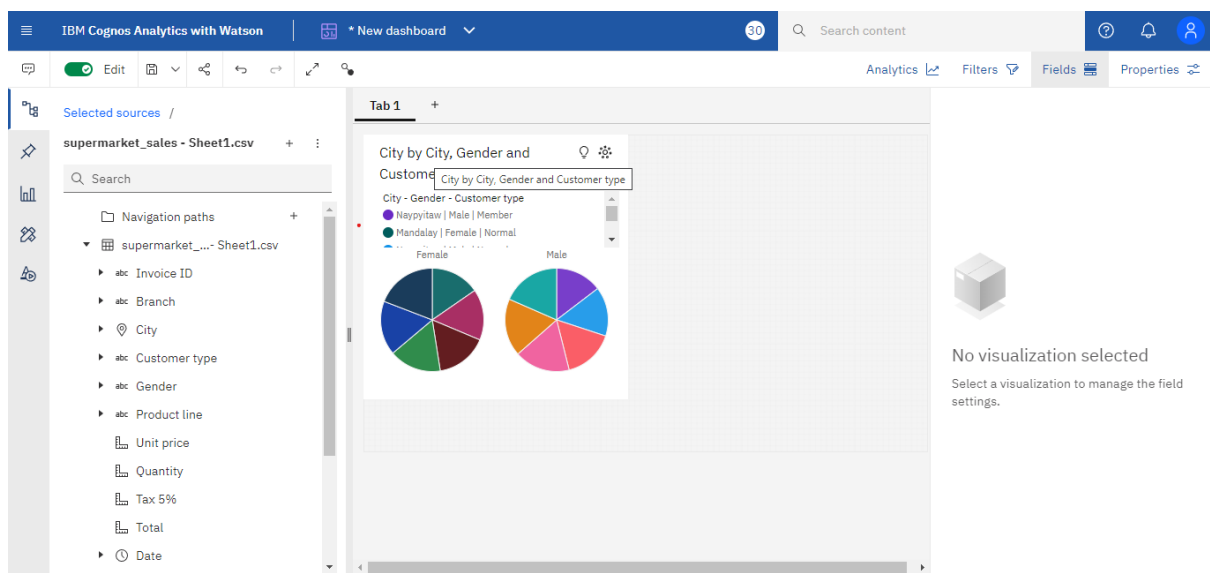 IBM Cognos Analytics with Watson
* New dashboard
30
Search content
Edit
Analytics
Filters
Fields
Properties
Selected sources /
supermarket_sales - Sheet1.csv
Search
Navigation paths
supermarket_...- Sheet1.csv
abc Invoice ID
abc Branch
City
abc Customer type
abc Gender
abc Product line
Unit price
Quantity
Tax 5%
Total
Date
Tab 1
City by City, Gender and
Custome
City by City, Gender and Customer type
City - Gender - Customer type
Naypyitaw | Male | Member
Mandalay | Female | Normal
Female
Male
No visualization selected
Select a visualization to manage the field
settings.